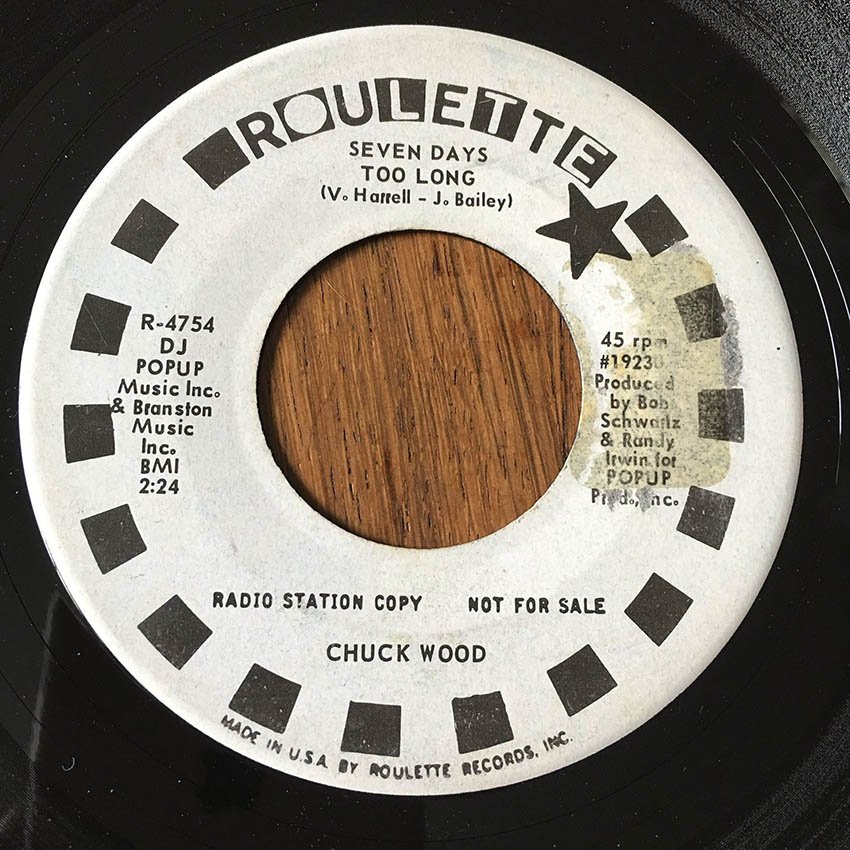 ROULETTE
SEVEN DAYS
TOO LONG
(V. Harrell - J. Bailey)
R-4754
DJ
POPUP
Music Inc.
& Branston
Music
Inc.
BMI
2:24
45 rpm
Produced
by Bob
Schwartz
& Randy
Irwin for
POPUP
Prod., Inc.
RADIO STATION COPY NOT FOR SALE
CHUCK WOOD
MADE IN U.S.A. BY ROULETTE RECORDS, INC.